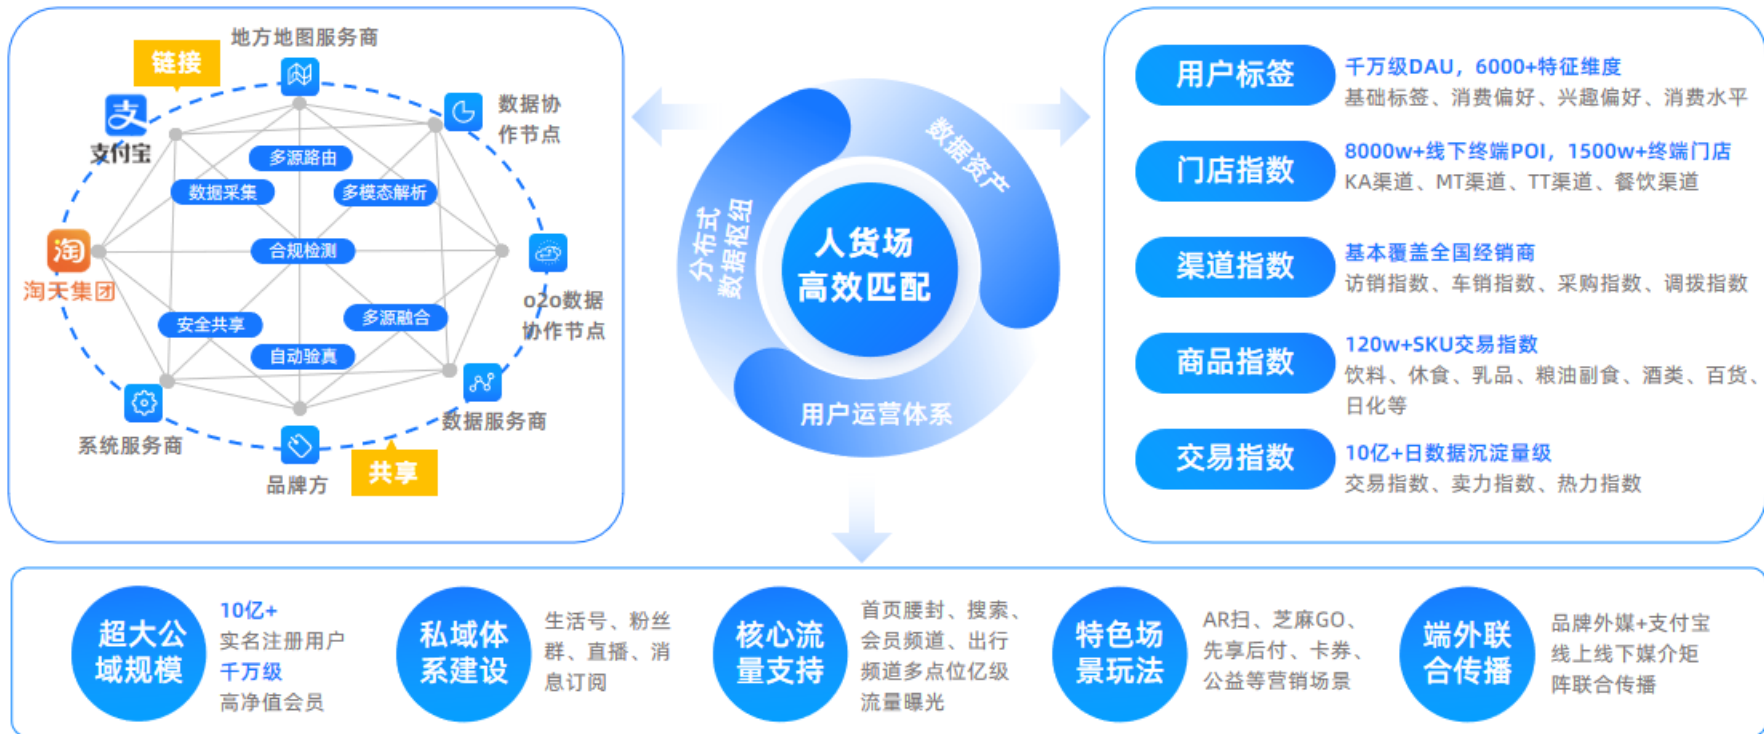 地方地图服务商
链接
数据协
作节点
支
支付宝
多源路由
数据采集
多模态解析
合规检测
淘
淘天集团
o2o数据
协作节点
安全共享
多源融合
自动验真
数据服务商
系统服务商
品牌方
共享
分布式
数据枢纽
数据资产
人货场
高效匹配
用户运营体系
用户标签
千万级DAU，6000+特征维度
基础标签、消费偏好、兴趣偏好、消费水平
门店指数
8000w+线下终端POI，1500w+终端门店
KA渠道、MT渠道、TT渠道、餐饮渠道
渠道指数
基本覆盖全国经销商
访销指数、车销指数、采购指数、调拨指数
商品指数
120w+SKU交易指数
饮料、休食、乳品、粮油副食、酒类、百货、
日化等
交易指数
10亿+日数据沉淀量级
交易指数、卖力指数、热力指数
超大公
域规模
10亿+
实名注册用户
千万级
高净值会员
私域体
系建设
生活号、粉丝
群、直播、消
息订阅
核心流
量支持
首页腰封、搜索、
会员频道、出行
频道多点位亿级
流量曝光
特色场
景玩法
AR扫、芝麻GO、
先享后付、卡券、
公益等营销场景
端外联
合传播
品牌外媒+支付宝
线上线下媒介矩
阵联合传播